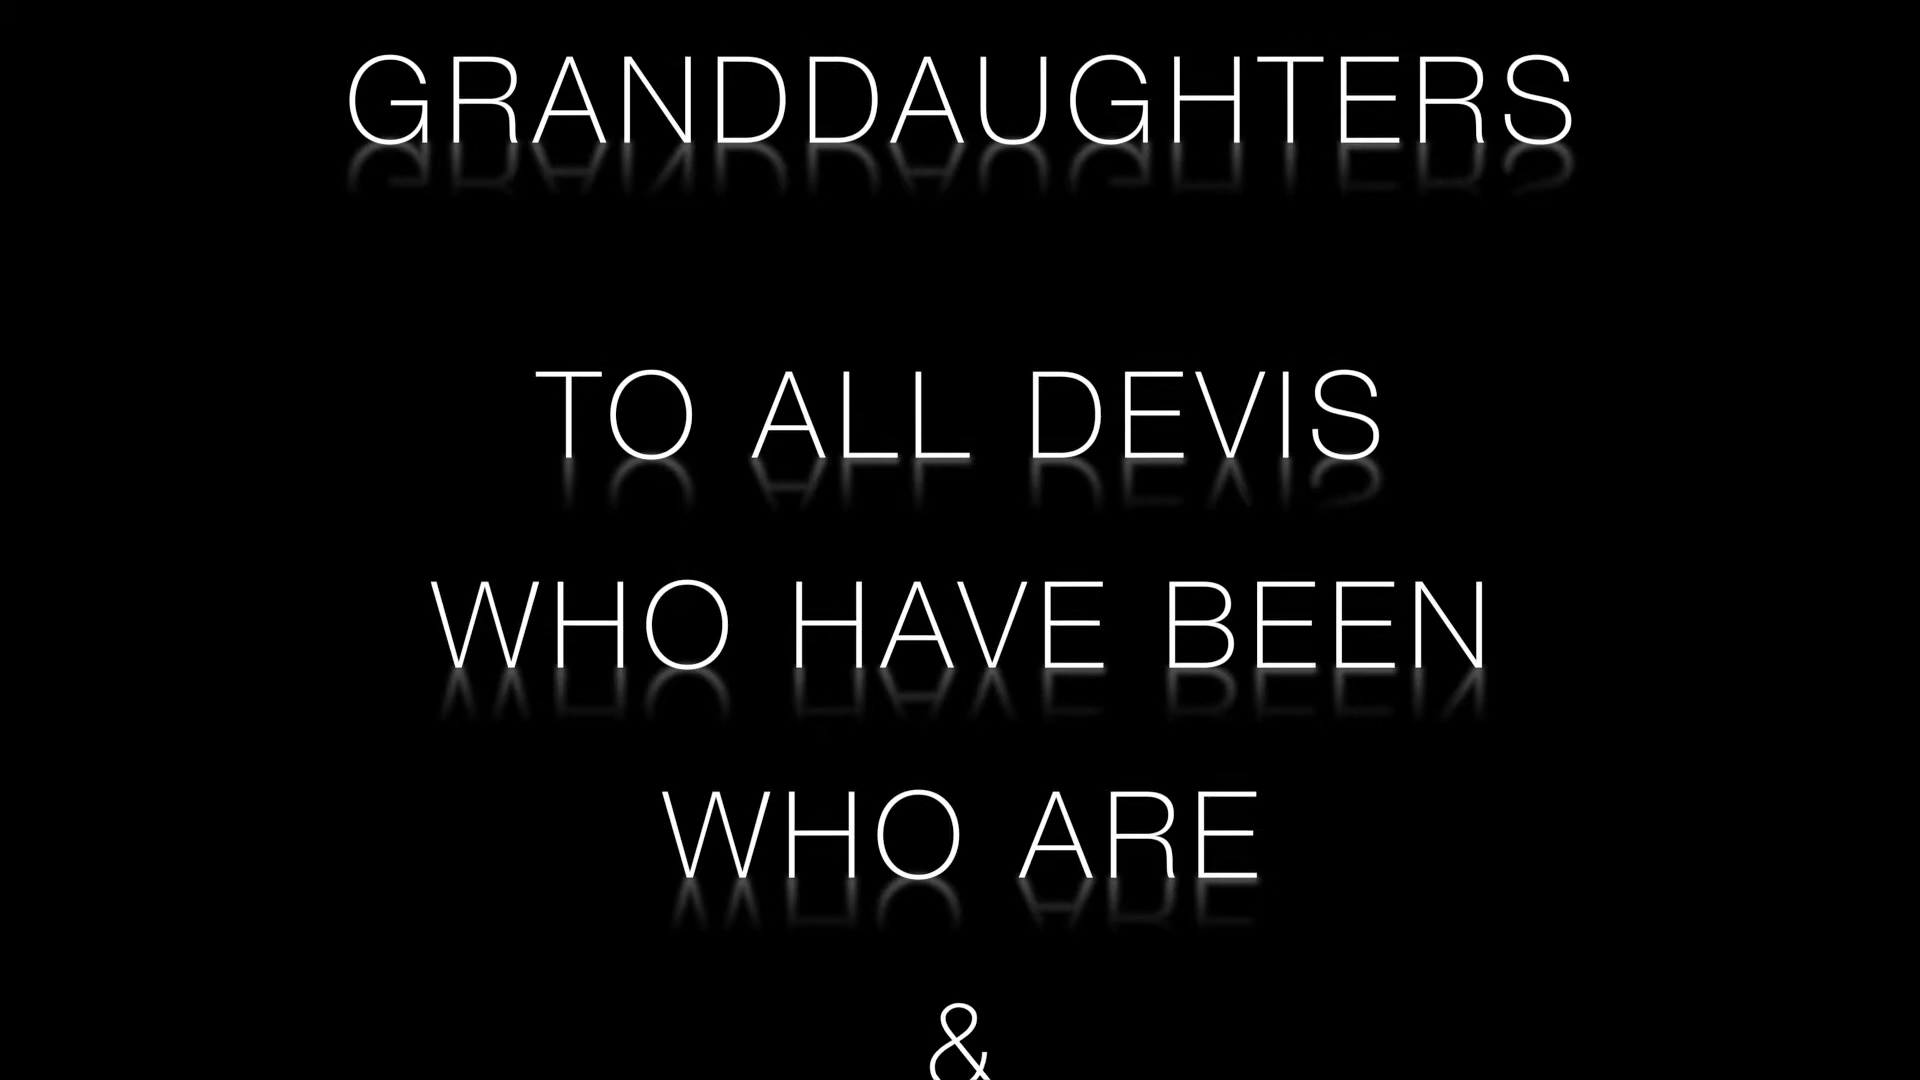 GRANDDAUGHTERS
TO ALL DEVIS
WHO HAVE BEEN
WHO ARE
&